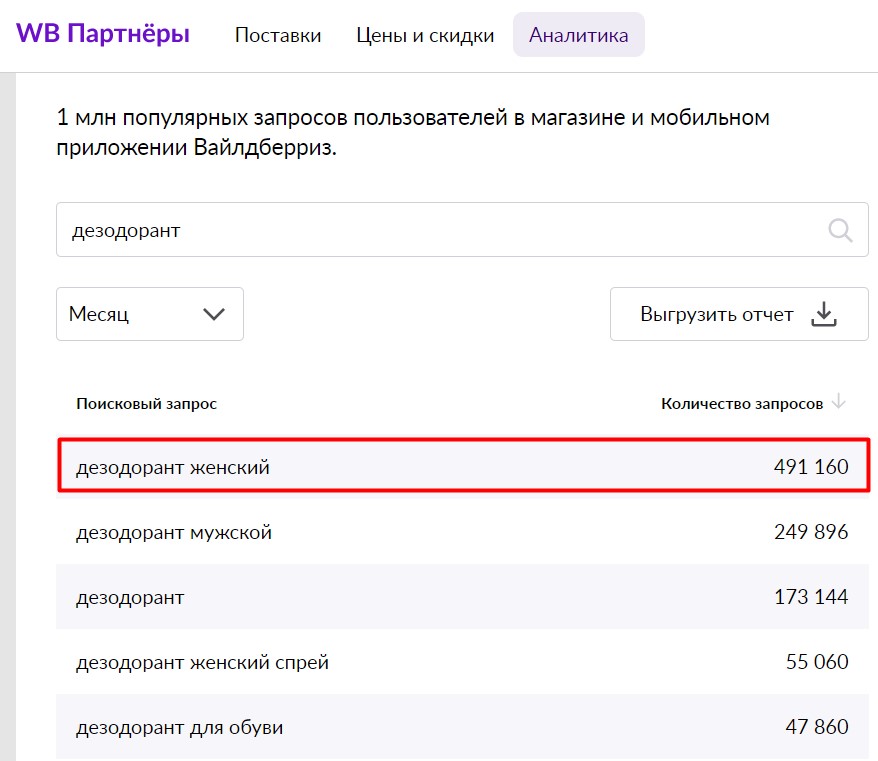 WB Партнёры Поставки Цены и скидки Аналитика
1 млн популярных запросов пользователей в магазине и мобильном
приложении Вайлдберриз.
дезодорант
Месяц Выгрузить отчет
Поисковый запрос Количество запросов
дезодорант женский 491 160
дезодорант мужской 249 896
дезодорант 173 144
дезодорант женский спрей 55 060
дезодорант для обуви 47 860